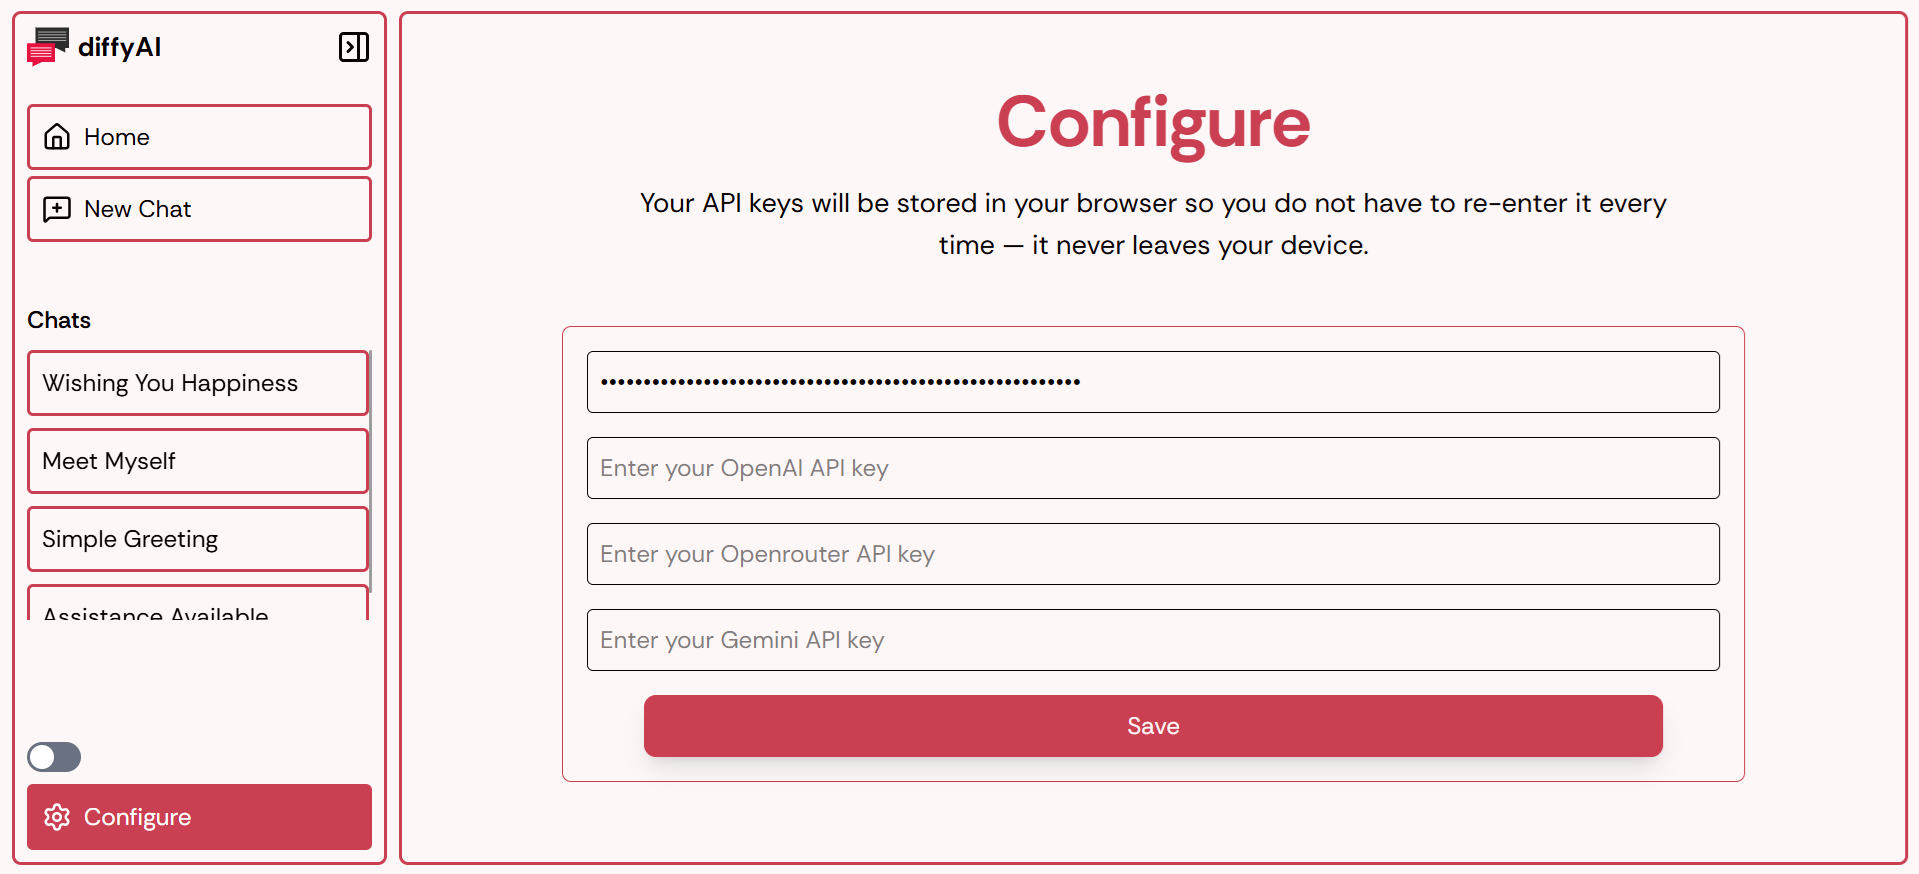 diffyAI
Home
New Chat
Chats
Wishing You Happiness
Meet Myself
Simple Greeting
Assistance Available
Configure
Configure
Your API keys will be stored in your browser so you do not have to re-enter it every
time — it never leaves your device.
••••••••••••••••••••••••••••••••••••••••••••••••••••••••
Enter your OpenAI API key
Enter your Openrouter API key
Enter your Gemini API key
Save